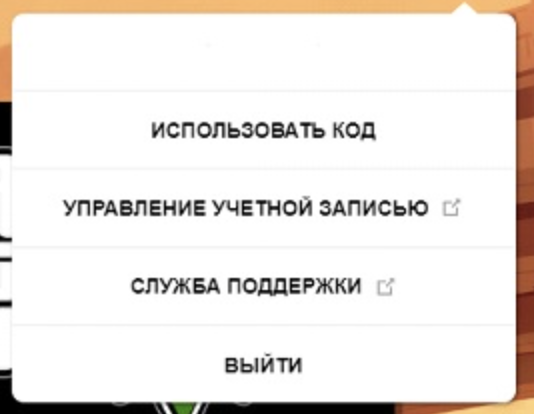 ИСПОЛЬЗОВАТЬ КОД
УПРАВЛЕНИЕ УЧЕТНОЙ ЗАПИСЬЮ
СЛУЖБА ПОДДЕРЖКИ
ВЫЙТИ